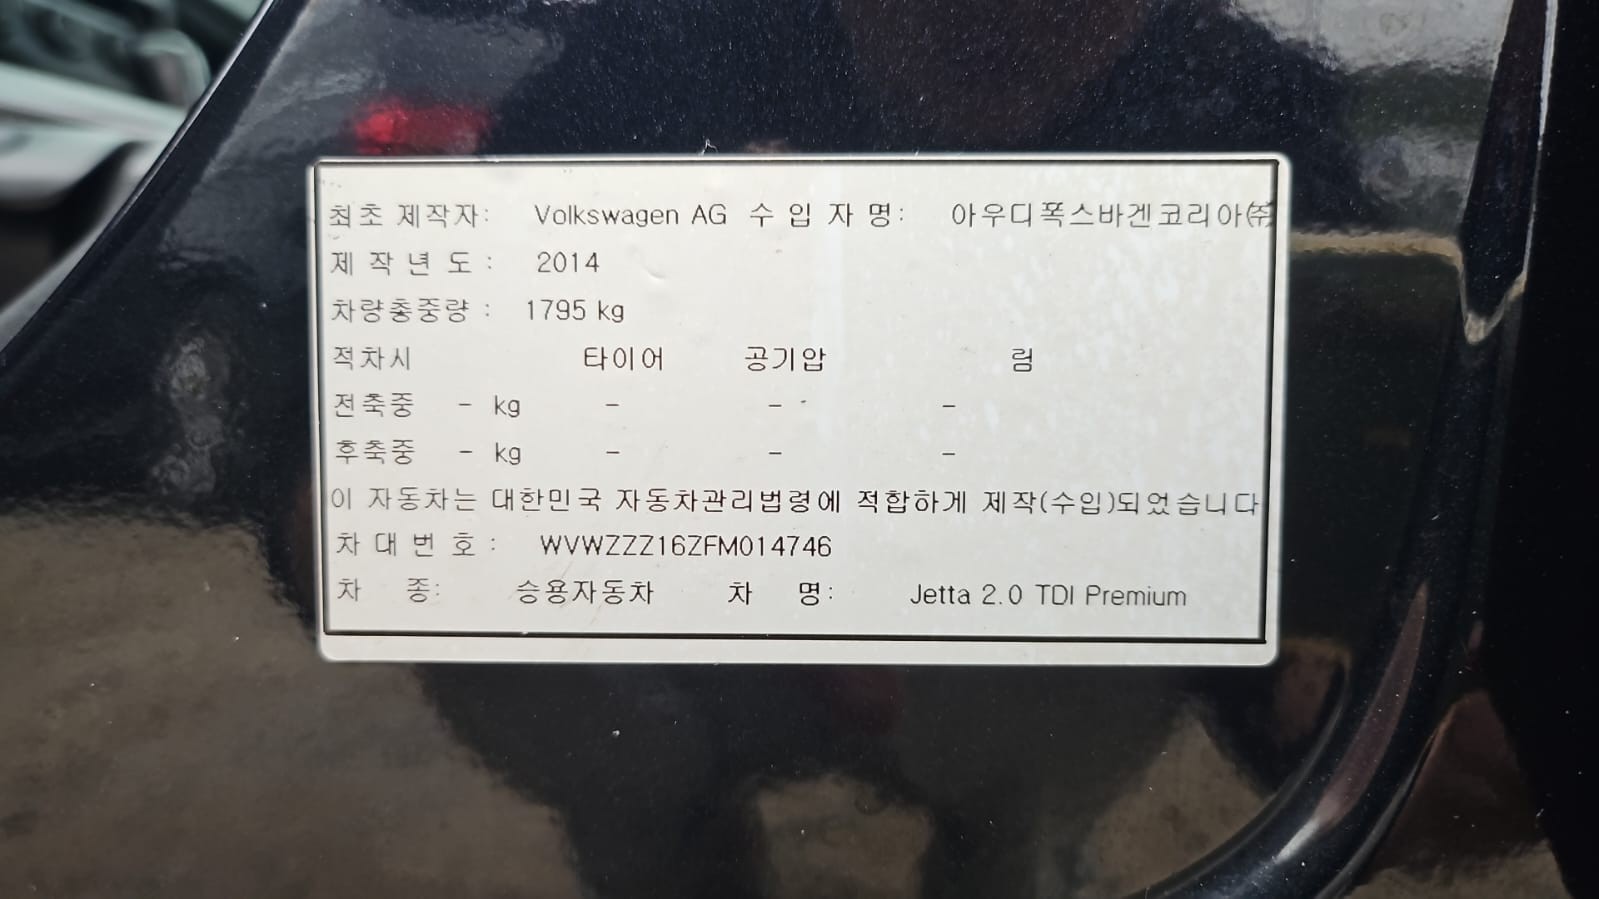 최초 제작자: Volkswagen AG 수 입 자 명: 아우디폭스바겐코리아㈜
제 작 년 도 : 2014
차량총중량 : 1795 kg
적차시 타이어 공기압 림
전축중 - kg - - -
후축중 - kg - - -
이 자동차는 대한민국 자동차관리법령에 적합하게 제작(수입)되었습니다
차 대 번 호 : WVWZZZ16ZFM014746
차 종: 승용자동차 차 명: Jetta 2.0 TDI Premium